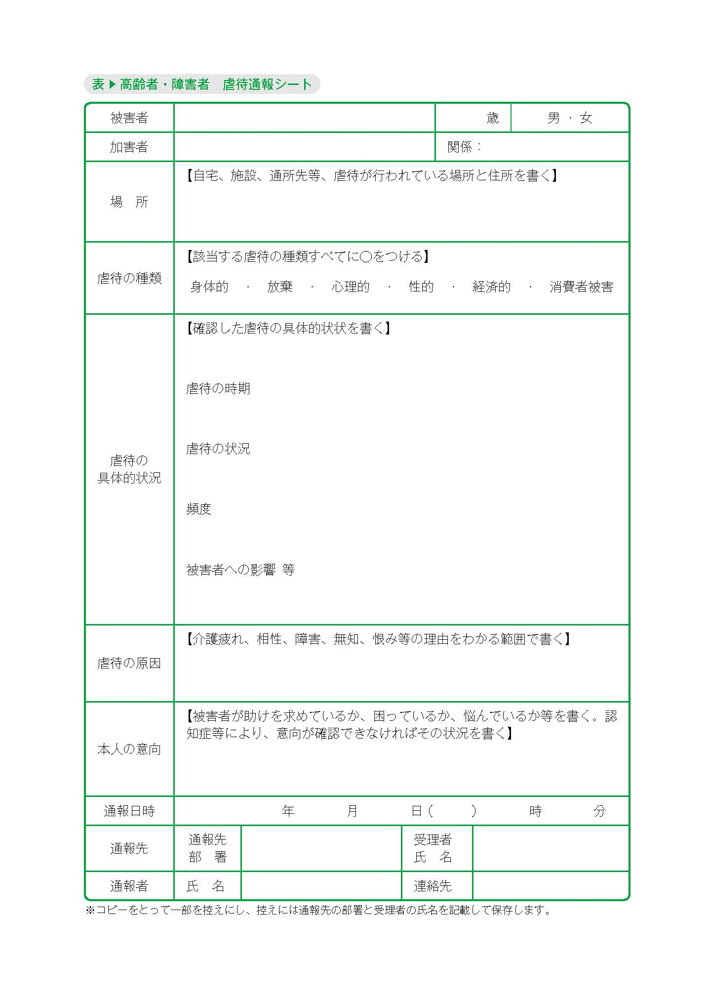 表▶高齢者・障害者　虐待通報シート
被害者　歳　男 ・ 女
加害者　関係：
【自宅、施設、通所先等、虐待が行われている場所と住所を書く】
場　所
【該当する虐待の種類すべてに○をつける】
虐待の種類
身体的　・　放棄　・　心理的　・　性的　・　経済的　・　消費者被害
【確認した虐待の具体的状状を書く】
虐待の時期
虐待の状況
虐待の
具体的状況
頻度
被害者への影響 等
【介護疲れ、相性、障害、無知、恨み等の理由をわかる範囲で書く】
虐待の原因
【被害者が助けを求めているか、困っているか、悩んでいるか等を書く。認
知症等により、意向が確認できなければその状況を書く】
本人の意向
通報日時　年　月　日（　）　時　分
通報先
通報先
部　署
受理者
氏　名
通報者　氏　名　連絡先
※コピーをとって一部を控えにし、控えには通報先の部署と受理者の氏名を記載して保存します。